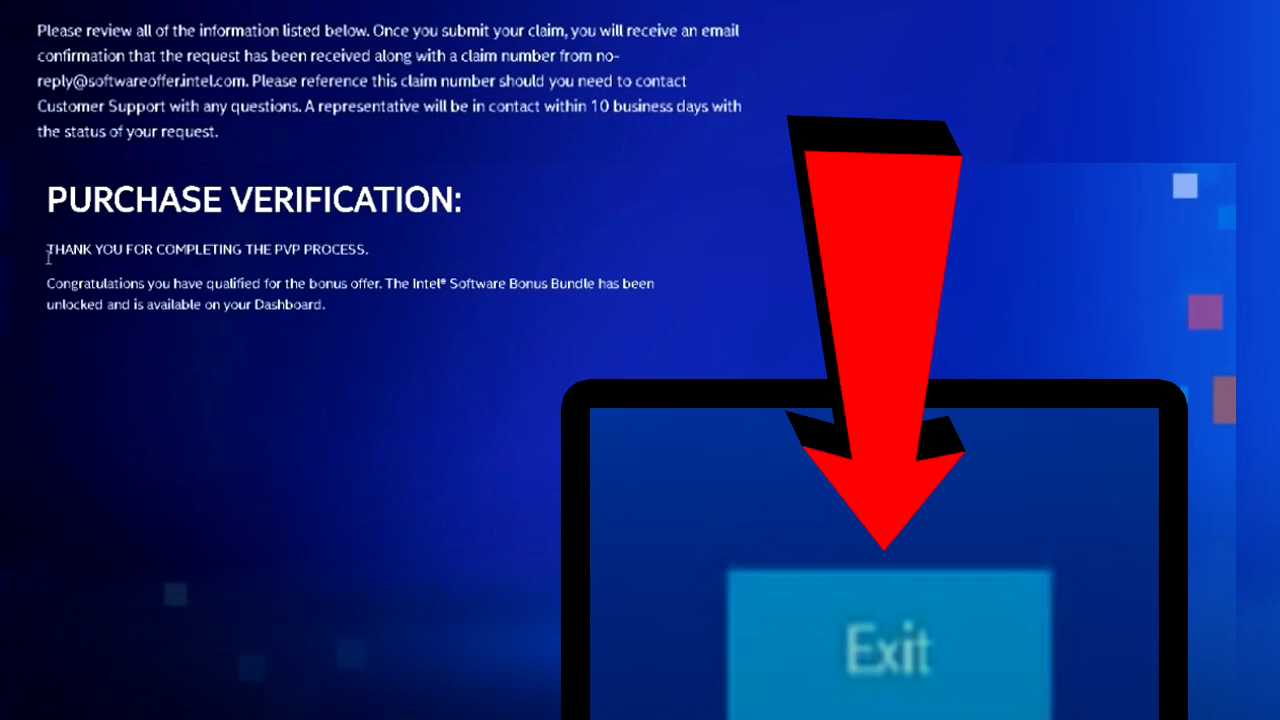 Please review all of the information listed below. Once you submit your claim, you will receive an email
confirmation that the request has been received along with a claim number from no-
reply@softwareoffer.intel.com. Please reference this claim number should you need to contact
Customer Support with any questions. A representative will be in contact within 10 business days with
the status of your request.
PURCHASE VERIFICATION:
THANK YOU FOR COMPLETING THE PVP PROCESS.
Congratulations you have qualified for the bonus offer. The Intel® Software Bonus Bundle has been
unlocked and is available on your Dashboard.
Exit